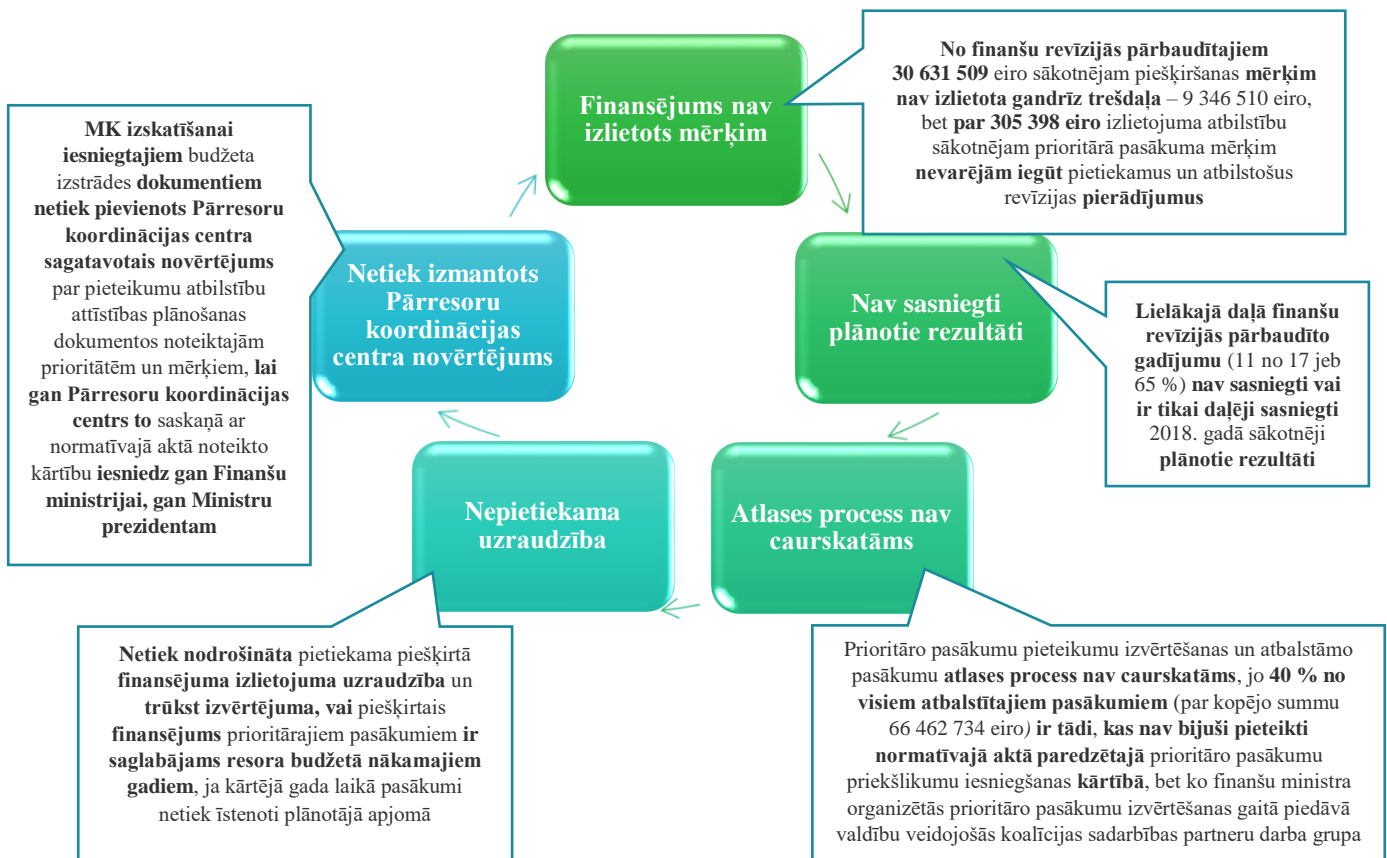 Finansējums nav
izlietots mērķim
No finanšu revīzijās pārbaudītajiem
30 631 509 eiro sākotnējam piešķiršanas mērķim
nav izlietota gandrīz trešdaļa – 9 346 510 eiro,
bet par 305 398 eiro izlietojuma atbilstību
sākotnējam prioritārā pasākuma mērķim
nevarējām iegūt pietiekamus un atbilstošus
revīzijas pierādījumus
Nav sasniegti
plānotie rezultāti
Lielākajā daļā finanšu
revīzijās pārbaudīto
gadījumu (11 no 17 jeb
65 %) nav sasniegti vai
ir tikai daļēji sasniegti
2018. gadā sākotnēji
plānotie rezultāti
Atlases process nav
caurskatāms
Prioritāro pasākumu pieteikumu izvērtēšanas un atbalstāmo
pasākumu atlases process nav caurskatāms, jo 40 % no
visiem atbalstītajiem pasākumiem (par kopējo summu
66 462 734 eiro) ir tādi, kas nav bijuši pieteikti
normatīvajā aktā paredzētajā prioritāro pasākumu
priekšlikumu iesniegšanas kārtībā, bet ko finanšu ministra
organizētās prioritāro pasākumu izvērtēšanas gaitā piedāvā
valdību veidojošās koalīcijas sadarbības partneru darba grupa
Nepietiekama
uzraudzība
Netiek nodrošināta pietiekama piešķirtā
finansējuma izlietojuma uzraudzība un
trūkst izvērtējuma, vai piešķirtais
finansējums prioritārajiem pasākumiem ir
saglabājams resora budžetā nākamajiem
gadiem, ja kārtējā gada laikā pasākumi
netiek īstenoti plānotājā apjomā
Netiek izmantots
Pārresoru
koordinācijas
centra novērtējums
MK izskatīšanai
iesniegtajiem budžeta
izstrādes dokumentiem
netiek pievienots Pārresoru
koordinācijas centra
sagatavotais novērtējums
par pieteikumu atbilstību
attīstības plānošanas
dokumentos noteiktajām
prioritātēm un mērķiem, lai
gan Pārresoru koordinācijas
centrs to saskaņā ar
normatīvajā aktā noteikto
kārtību iesniedz gan Finanšu
ministrijai, gan Ministru
prezidentam